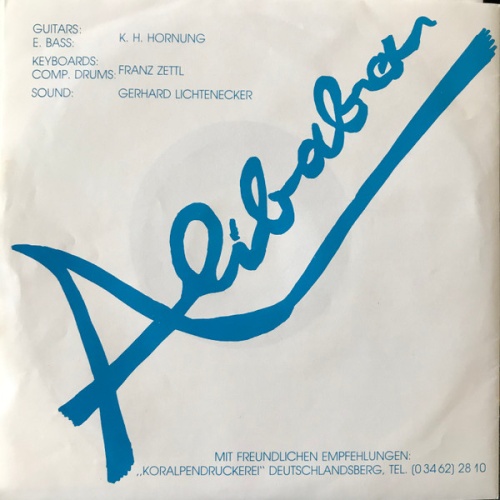 GUITARS:
E. BASS: K. H. HORNUNG
KEYBOARDS:
COMP. DRUMS: FRANZ ZETTL
SOUND: GERHARD LICHTENECKER
Alibaba
MIT FREUNDLICHEN EMPFEHLUNGEN:
„KORALPENDRUCKEREI" DEUTSCHLANDSBERG, TEL. (0 34 62) 28 10